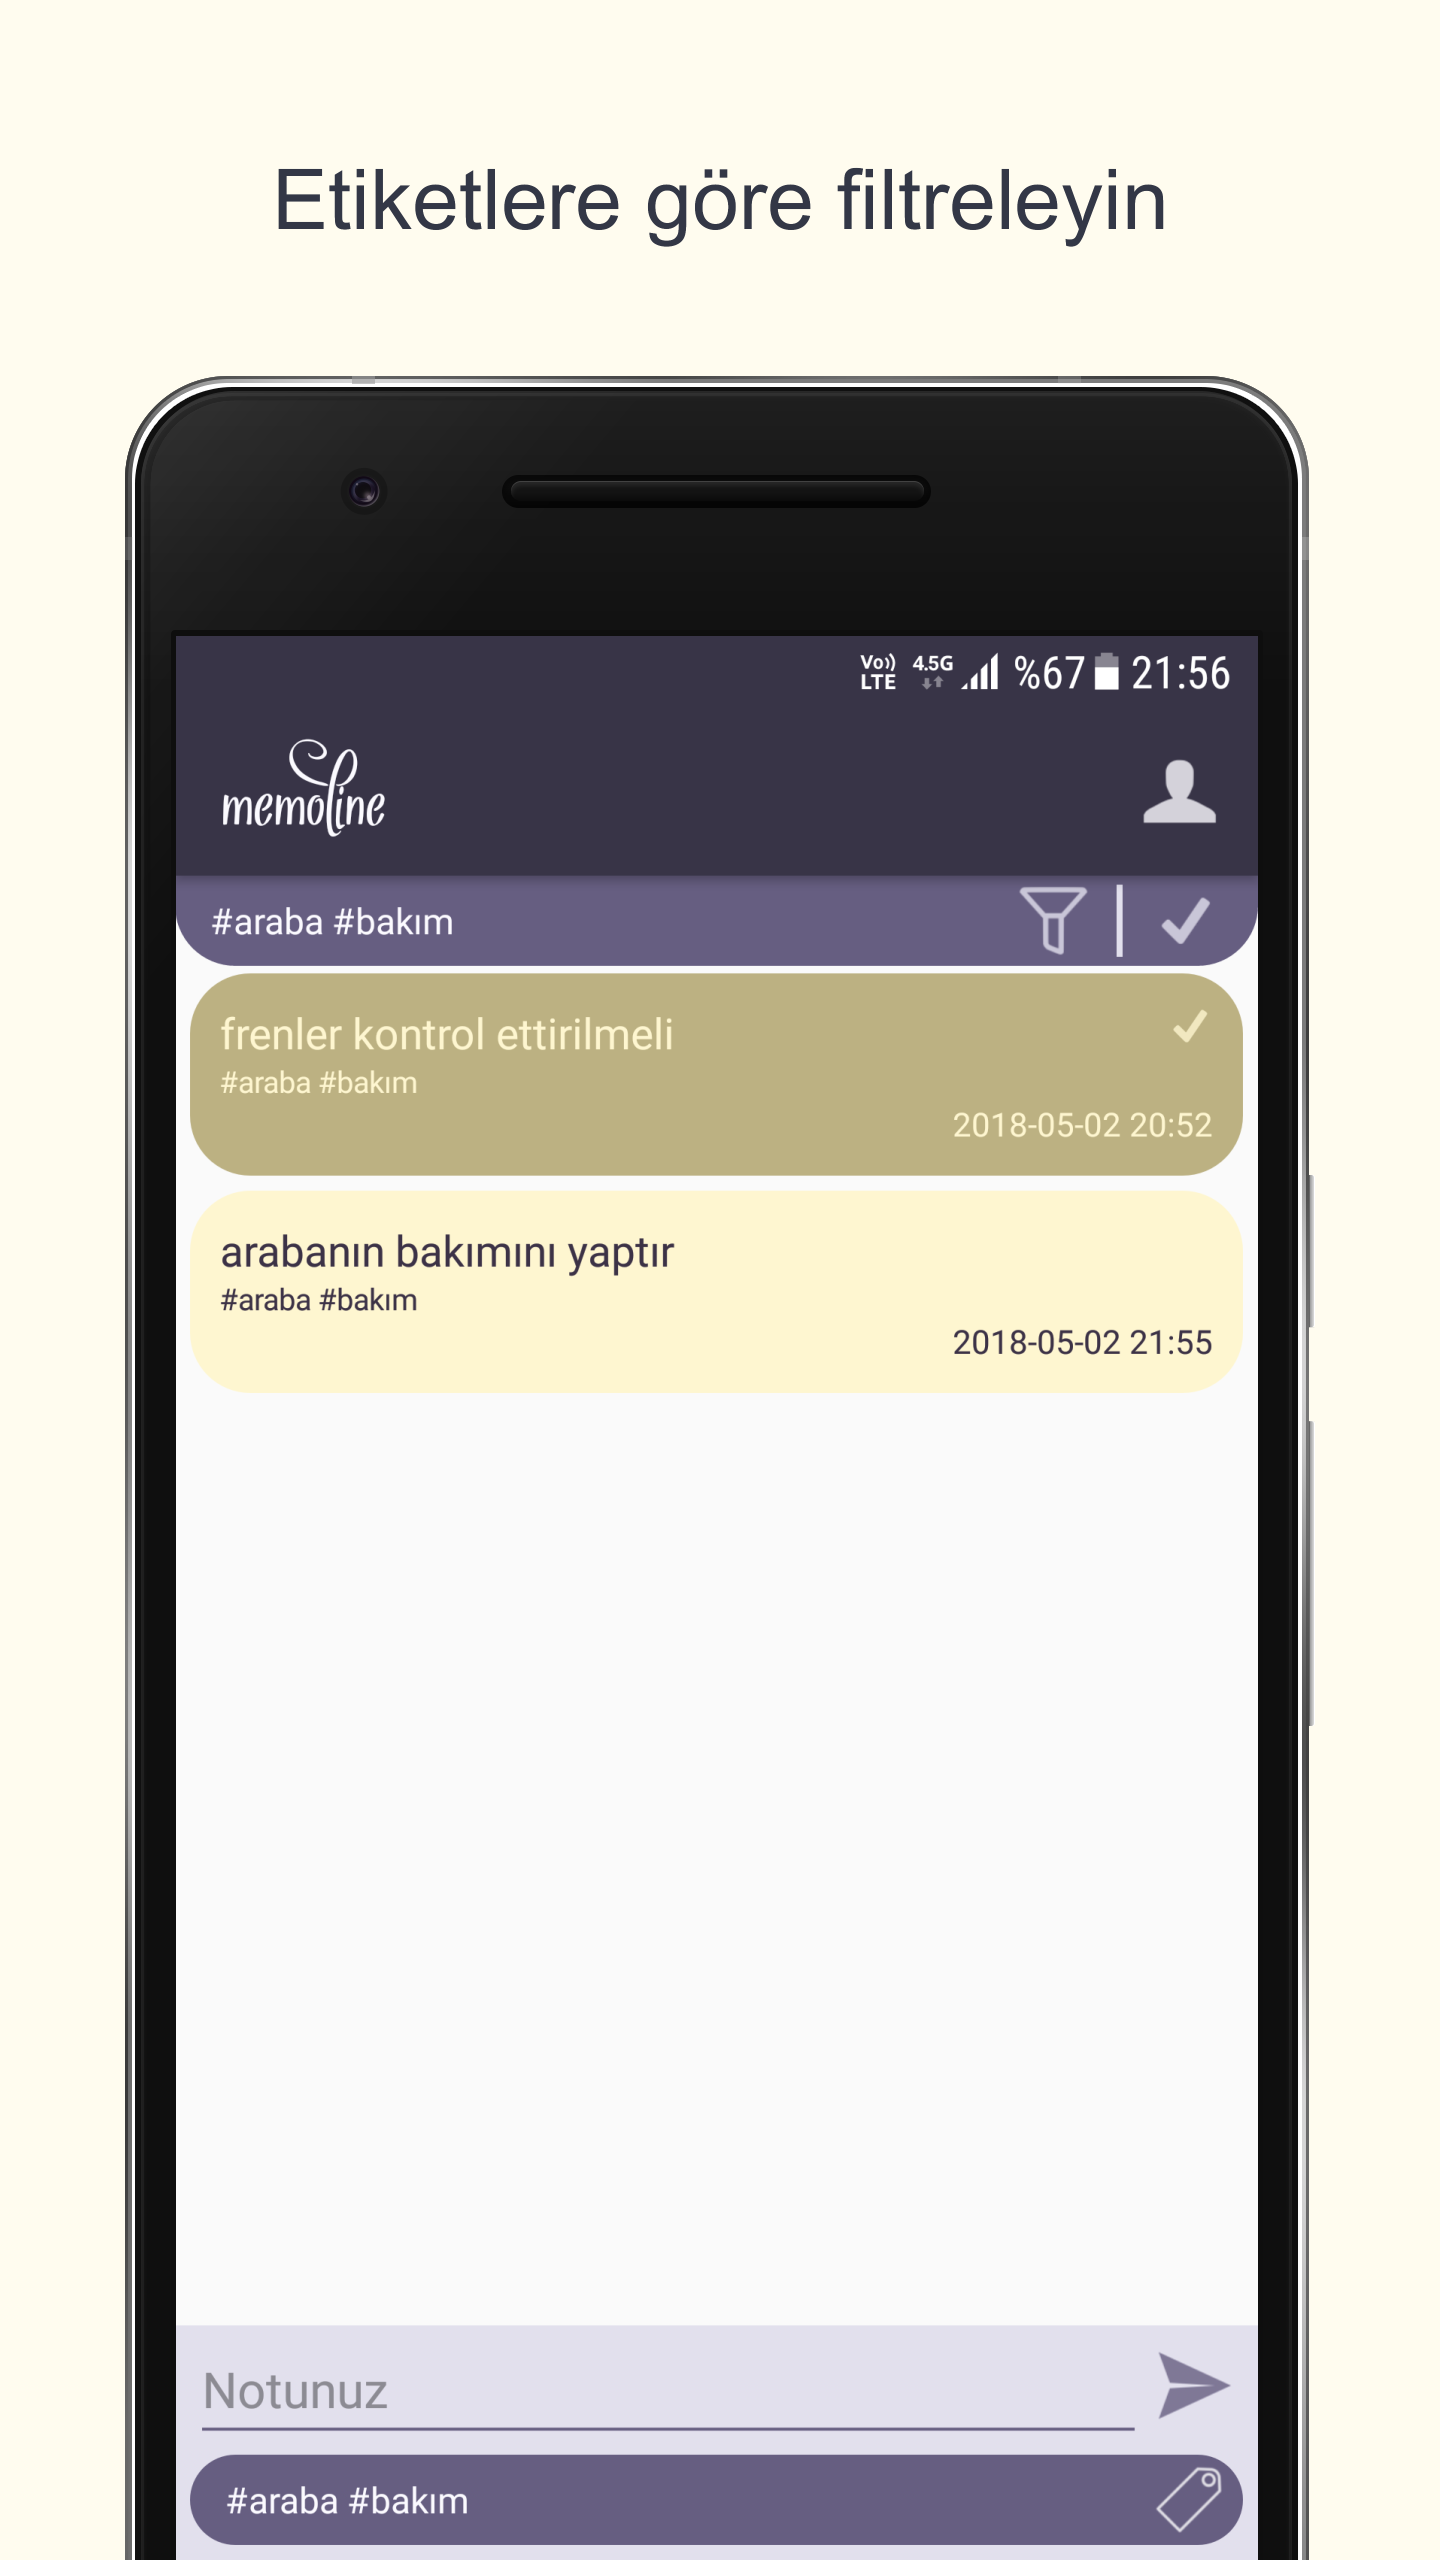 Etiketlere göre filtreleyin
Vo)) LTE 4.5G %67 21:56
memoline
#araba #bakım
frenler kontrol ettirilmeli
#araba #bakım
2018-05-02 20:52
arabanın bakımını yaptır
#araba #bakım
2018-05-02 21:55
Notunuz
#araba #bakım